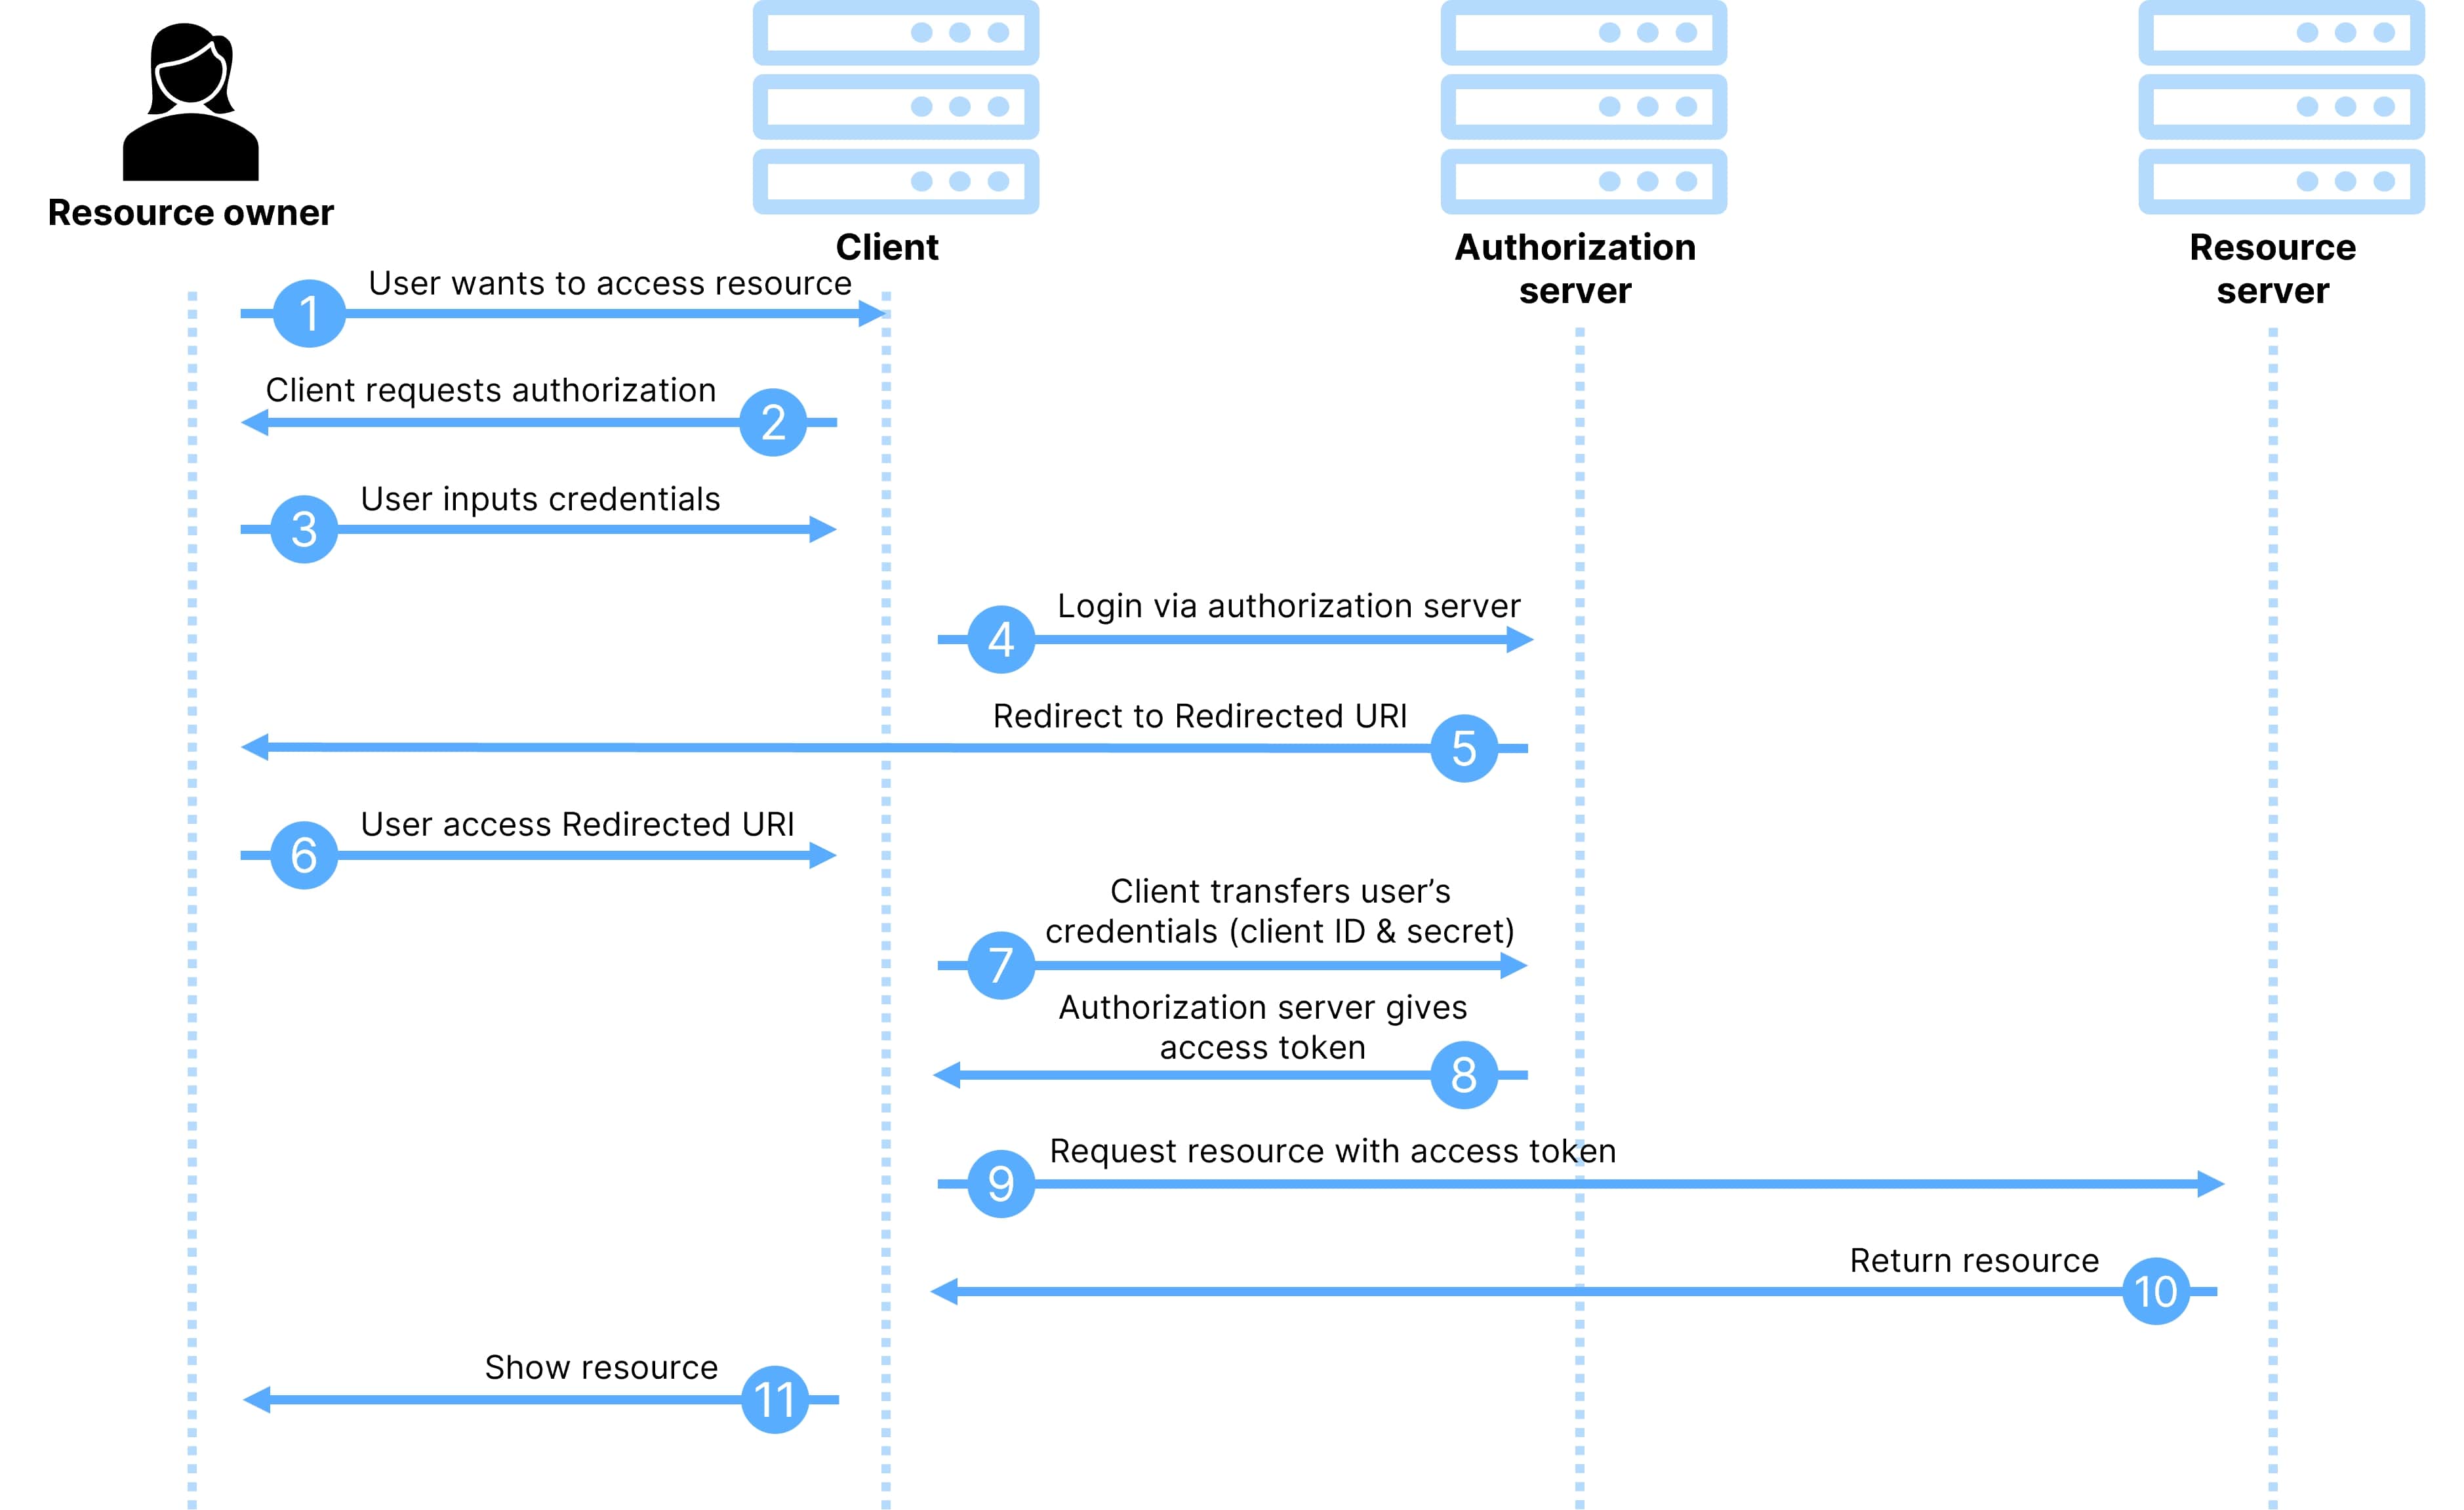 Resource owner
Client
Authorization
server
Resource
server
User wants to access resource
1
Client requests authorization
2
User inputs credentials
3
Login via authorization server
4
Redirect to Redirected URI
5
User access Redirected URI
6
Client transfers user’s
credentials (client ID & secret)
7
Authorization server gives
access token
8
Request resource with access token
9
Return resource
10
Show resource
11